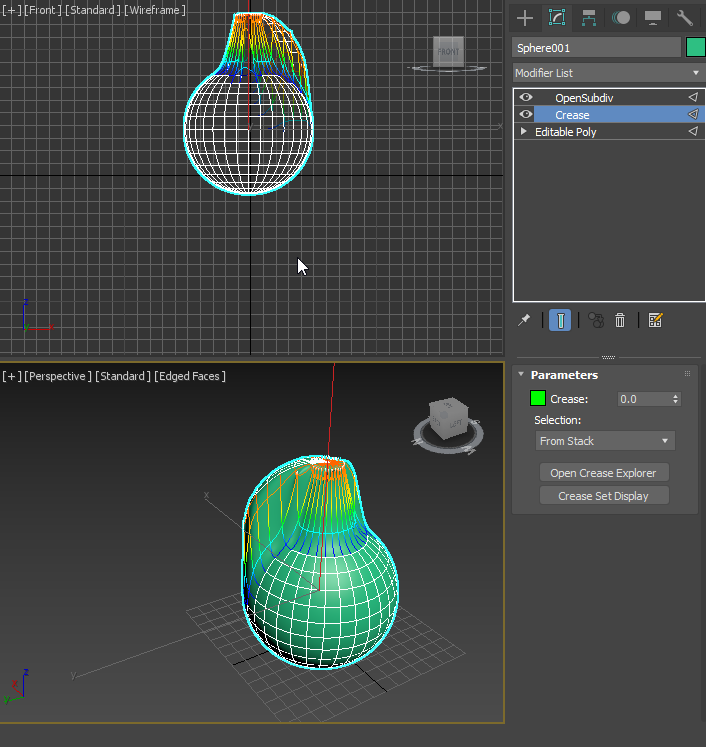 [+] [Front ] [Standard ] [Wireframe ]
FRONT
x
z
y
x
[+] [Perspective ] [Standard ] [Edged Faces ]
x
y
z
x
y
Sphere001
Modifier List
OpenSubdiv
Crease
Editable Poly
Parameters
Crease:
0.0
Selection:
From Stack
Open Crease Explorer
Crease Set Display